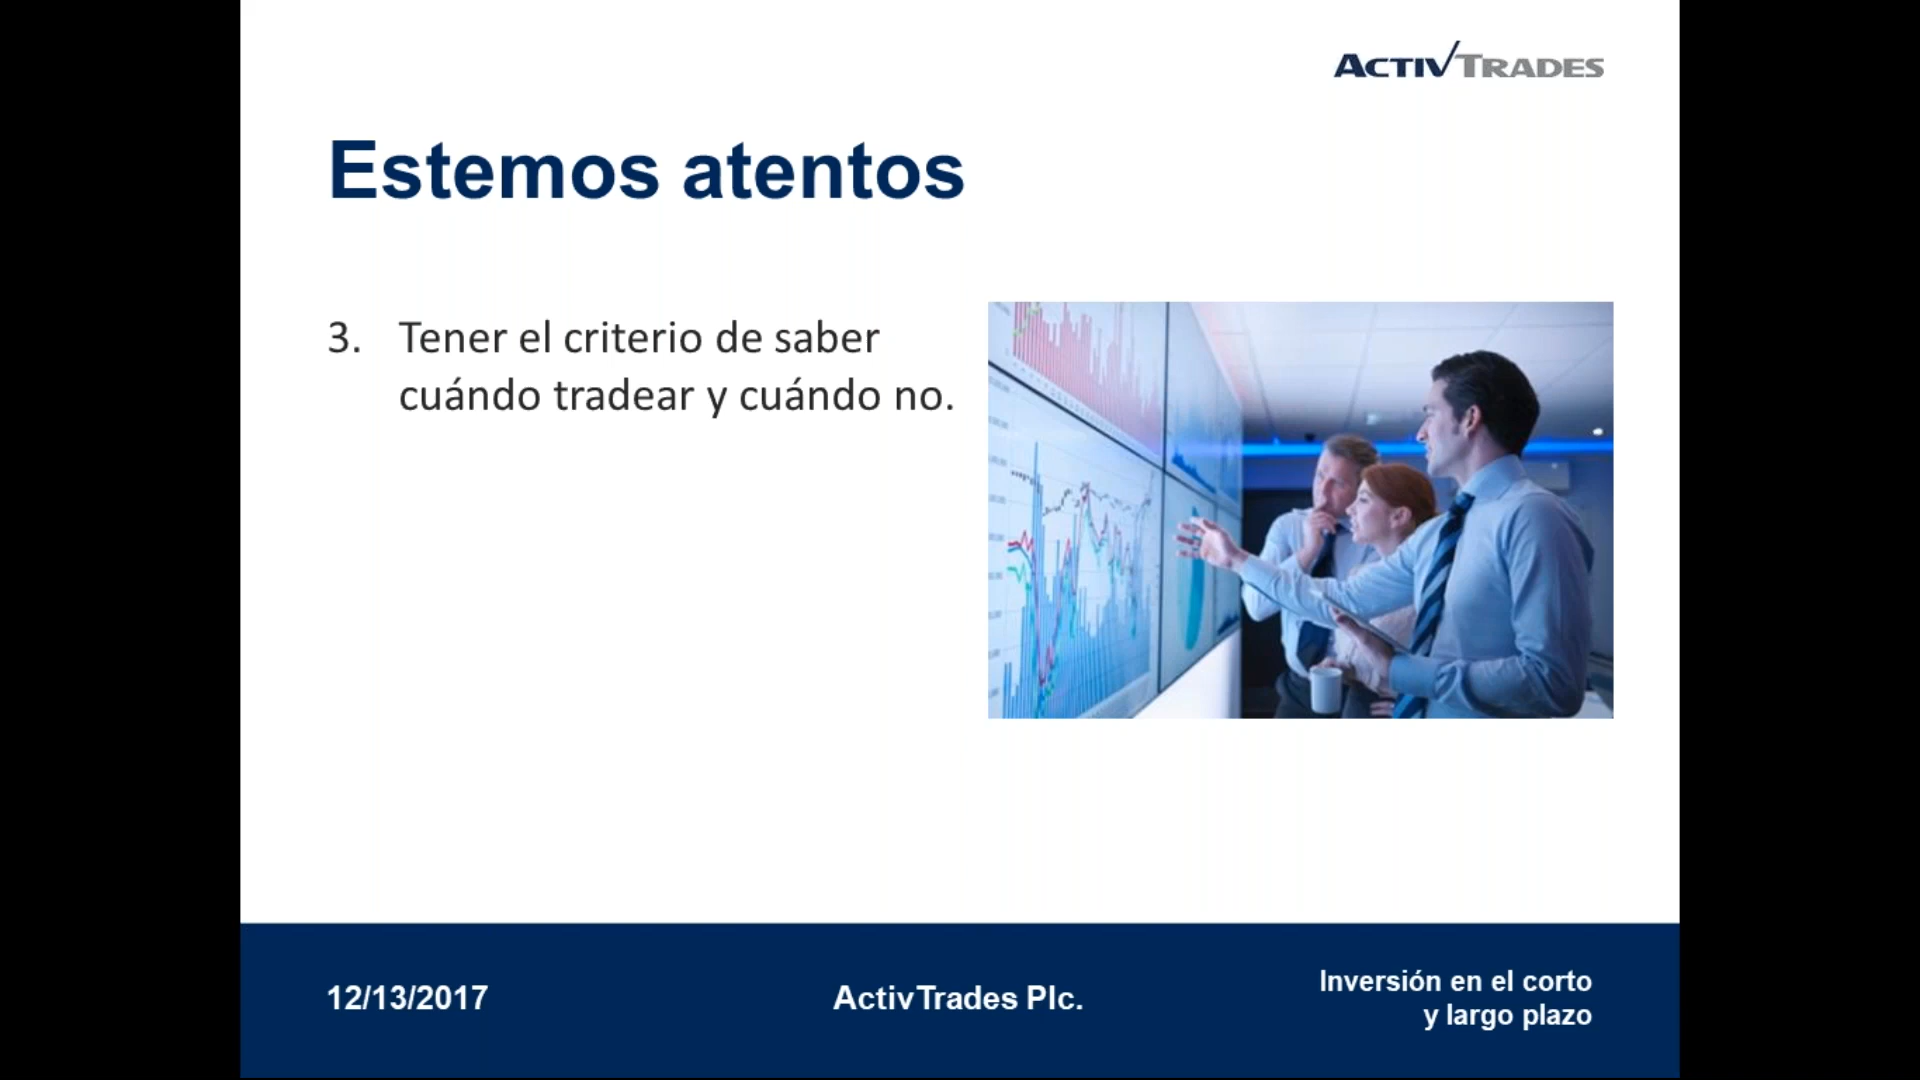 ACTIVTRADES
Estemos atentos
3. Tener el criterio de saber
cuándo tradear y cuándo no.
12/13/2017
ActivTrades Plc.
Inversión en el corto
y largo plazo